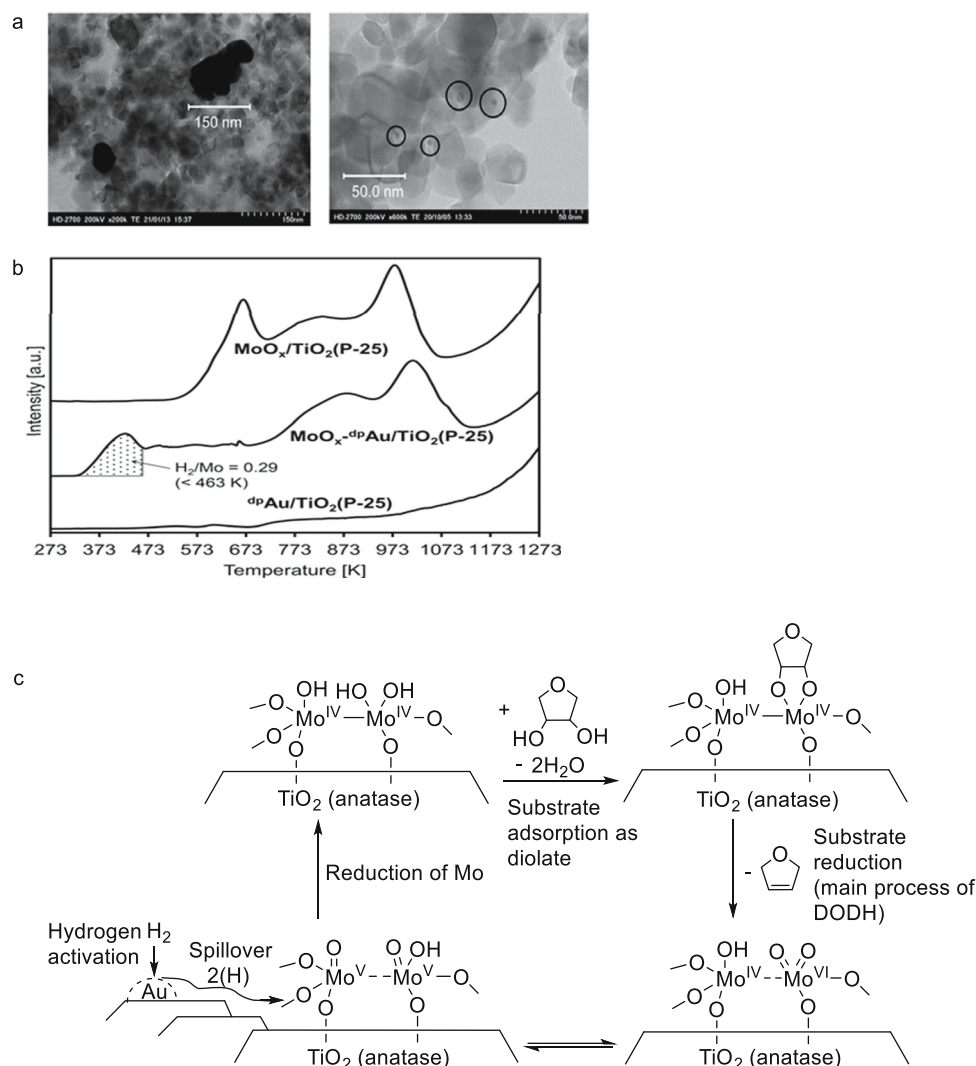 a
150 nm
HD-2700 200kV x200k TE 21/01/13 15:37
150nm
50.0 nm
HD-2700 200kV x600k TE 20/10/05 13:33
50.0nm
b
Intensity [a.u.]
MoOₓ/TiO₂(P-25)
MoOₓ-ᵈᵖAu/TiO₂(P-25)
H₂/Mo = 0.29
(< 463 K)
ᵈᵖAu/TiO₂(P-25)
273 373 473 573 673 773 873 973 1073 1173 1273
Temperature [K]
c
OH HO OH
O Moᴵⱽ Moᴵⱽ O
O O O
TiO₂ (anatase)
+
O
HO OH
- 2H₂O
Substrate
adsorption as
diolate
O
OH O O
O Moᴵⱽ Moᴵⱽ O
O O O
TiO₂ (anatase)
Reduction of Mo
-
O
Substrate
reduction
(main process of
DODH)
Hydrogen H₂
activation
Au
Spillover
2(H)
O O OH
O Moⱽ Moⱽ O
O O O
TiO₂ (anatase)
OH O O
O Moᴵⱽ Moⱽᴵ O
O O O
TiO₂ (anatase)